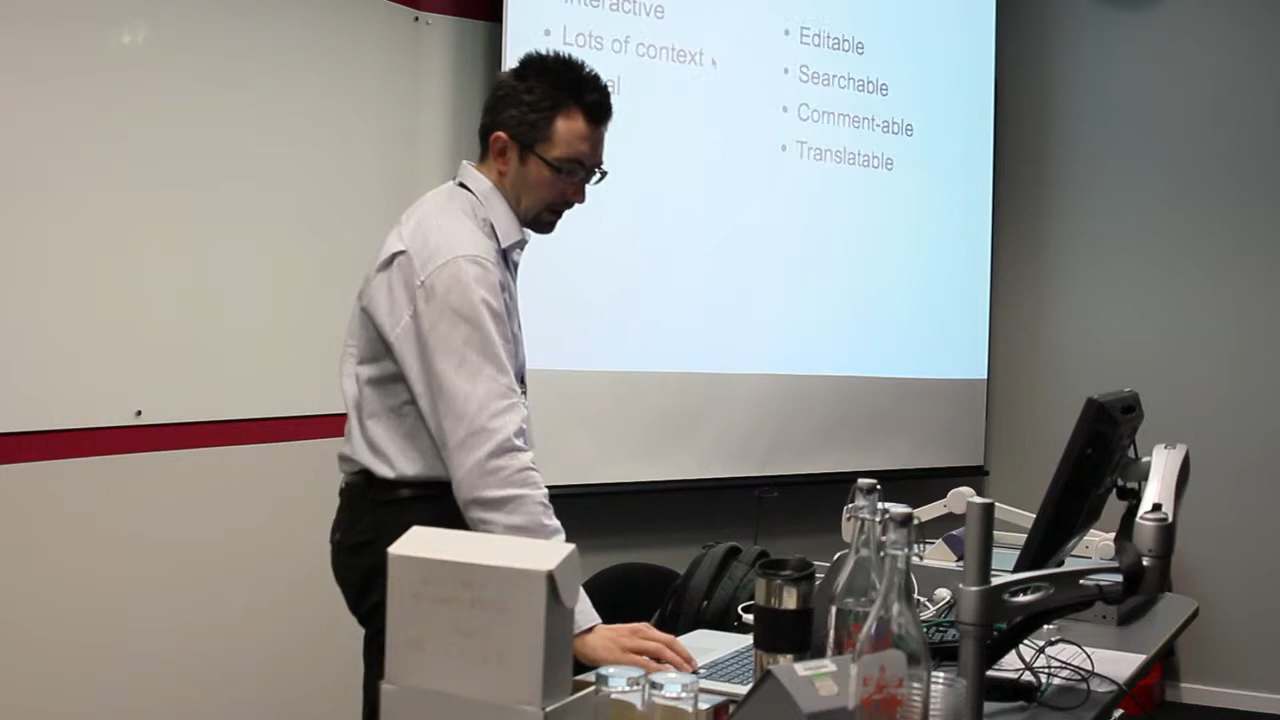 Interactive
Lots of context
• Editable
• Searchable
• Comment-able
• Translatable